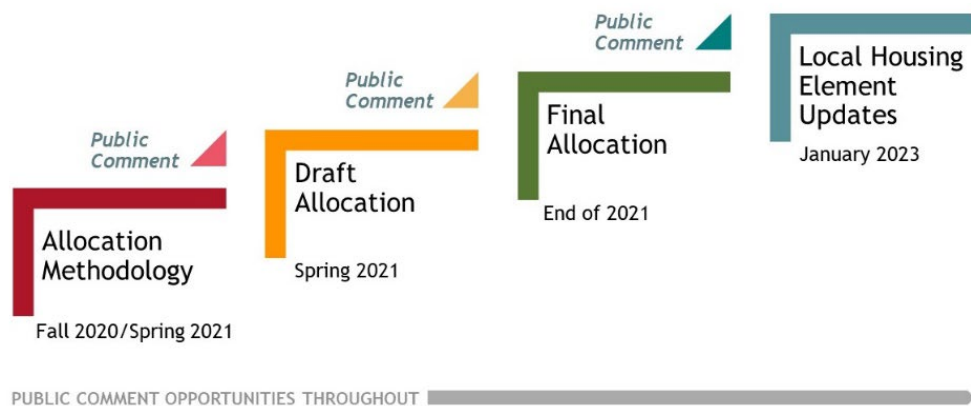 Public
Comment
Allocation
Methodology
Fall 2020/Spring 2021
Public
Comment
Draft
Allocation
Spring 2021
Public
Comment
Final
Allocation
End of 2021
Local Housing
Element
Updates
January 2023
PUBLIC COMMENT OPPORTUNITIES THROUGHOUT